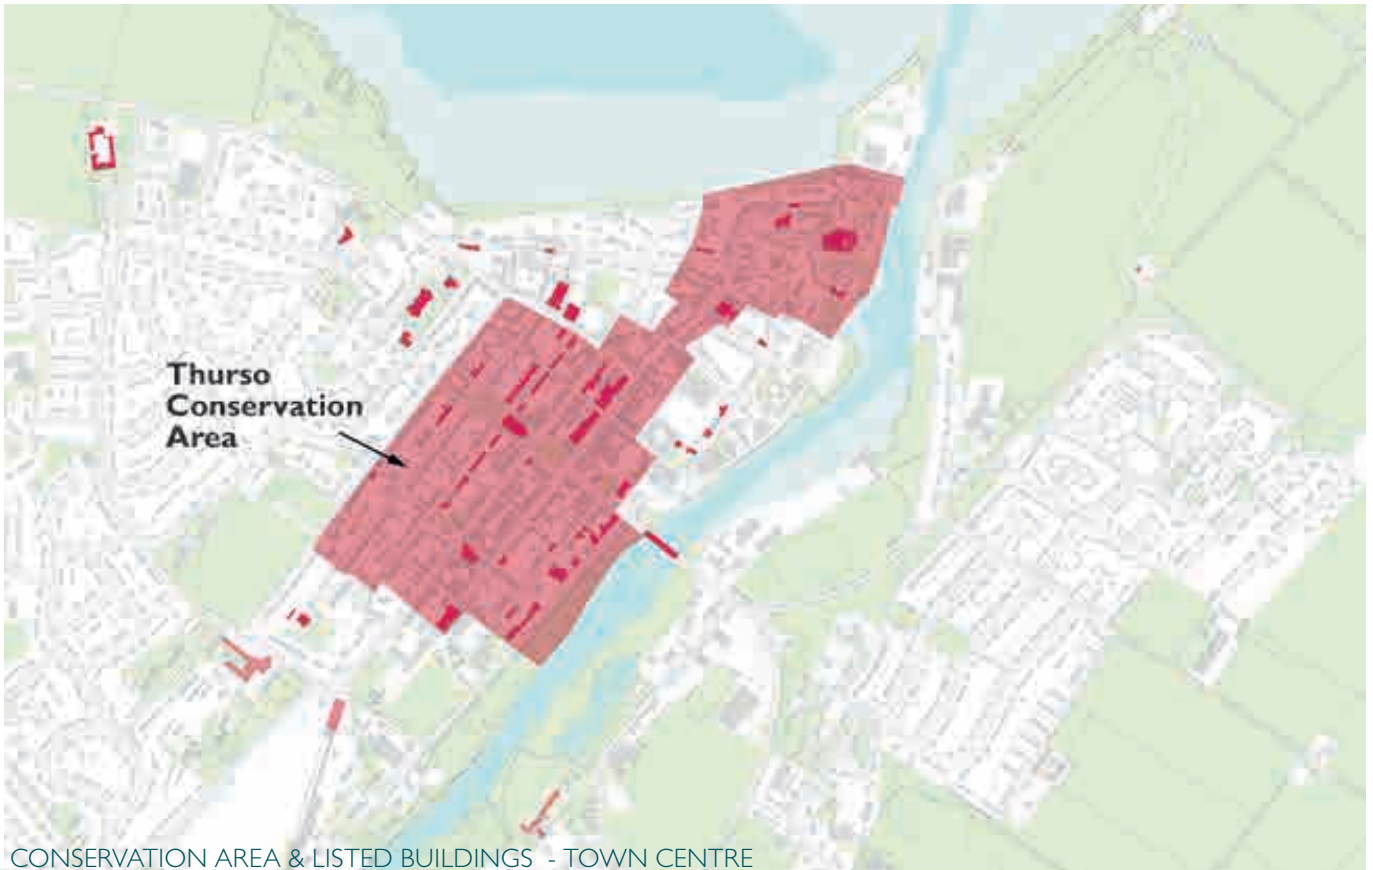 Thurso
Conservation
Area
CONSERVATION AREA & LISTED BUILDINGS - TOWN CENTRE